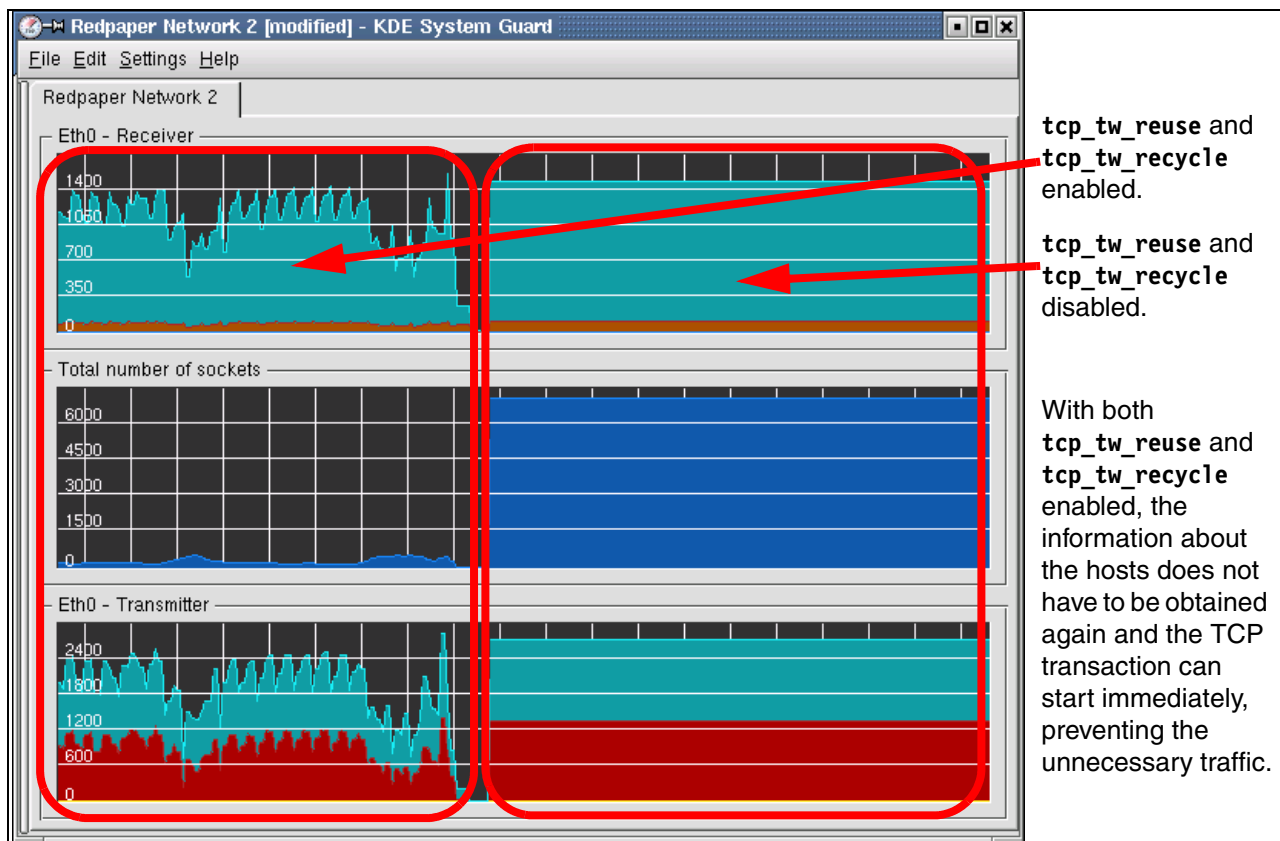 Redpaper Network 2 [modified] - KDE System Guard
File Edit Settings Help
Redpaper Network 2
Eth0 - Receiver
1400
1050
700
350
0
Total number of sockets
6000
4500
3000
1500
0
Eth0 - Transmitter
2400
1800
1200
600
0
tcp_tw_reuse and
tcp_tw_recycle
enabled.
tcp_tw_reuse and
tcp_tw_recycle
disabled.
With both
tcp_tw_reuse and
tcp_tw_recycle
enabled, the
information about
the hosts does not
have to be obtained
again and the TCP
transaction can
start immediately,
preventing the
unnecessary traffic.